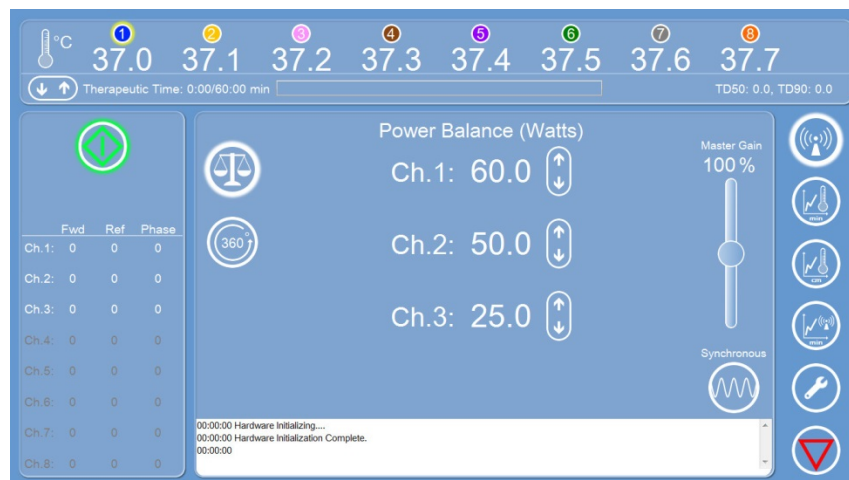 °C
1 2 3 4 5 6 7 8
37.0 37.1 37.2 37.3 37.4 37.5 37.6 37.7
Therapeutic Time: 0:00/60:00 min
TD50: 0.0, TD90: 0.0
Fwd Ref Phase
Ch.1: 0 0 0
Ch.2: 0 0 0
Ch.3: 0 0 0
Ch.4: 0 0 0
Ch.5: 0 0 0
Ch.6: 0 0 0
Ch.7: 0 0 0
Ch.8: 0 0 0
Power Balance (Watts)
Ch.1: 60.0
360°
Ch.2: 50.0
Ch.3: 25.0
Master Gain
100 %
Synchronous
00:00:00 Hardware Initializing....
00:00:00 Hardware Initialization Complete.
00:00:00
min
cm
min